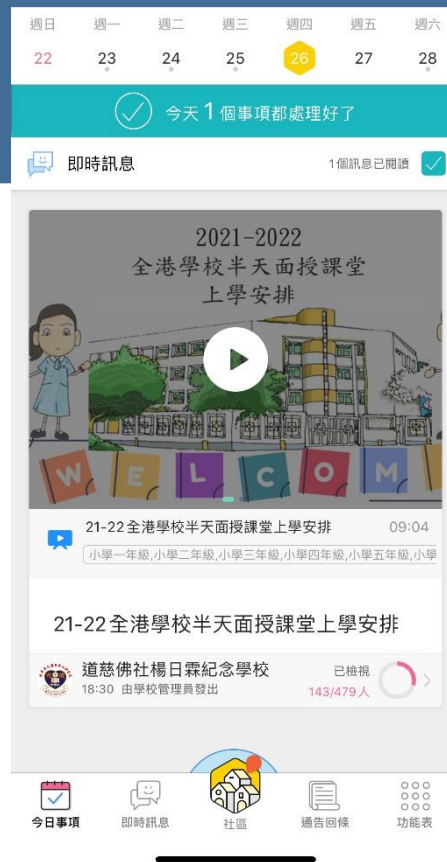 週日 週一 週二 週三 週四 週五 週六
22 23 24 25 26 27 28
今天 1 個事項都處理好了
即時訊息 1個訊息已閱讀
2021-2022
全港學校半天面授課堂
上學安排
W E L C O M
21-22全港學校半天面授課堂上學安排 09:04
小學一年級,小學二年級,小學三年級,小學四年級,小學五年級,小學
21-22全港學校半天面授課堂上學安排
道慈佛社楊日霖紀念學校 已檢視
18:30 由學校管理員發出 143/479人
今日事項 即時訊息 社區 通告回條 功能表